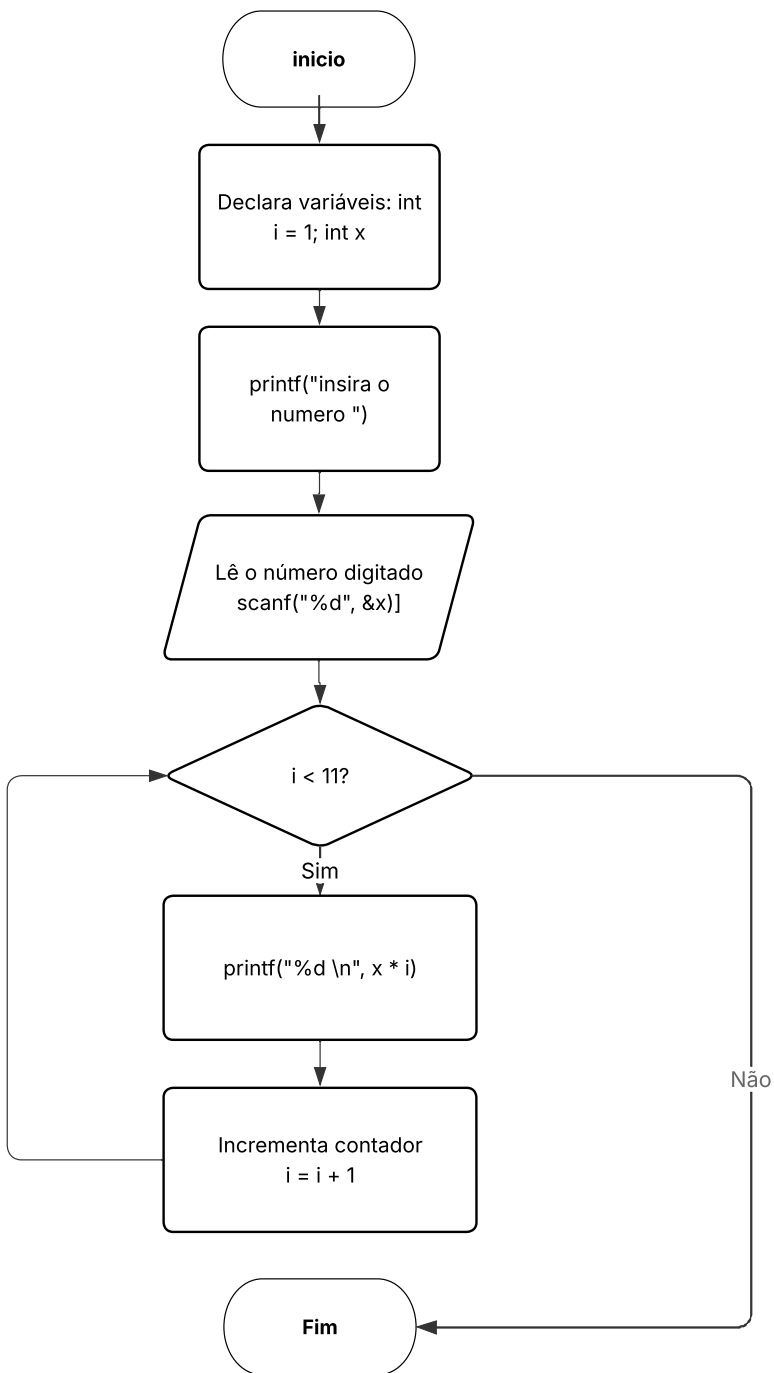 inicio
Declara variáveis: int
i = 1; int x
printf("insira o
numero ")
Lê o número digitado
scanf("%d", &x)]
i < 11?
Sim
printf("%d \n", x * i)
Não
Incrementa contador
i = i + 1
Fim